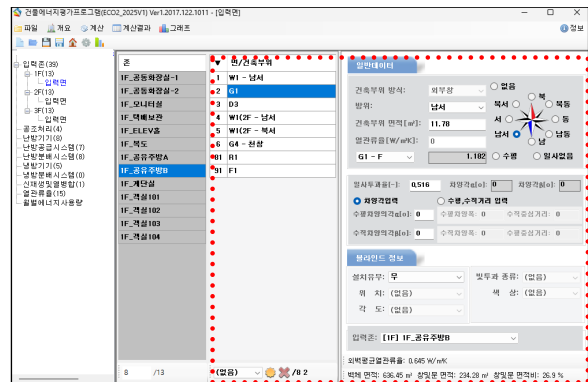 건물에너지평가프로그램(ECO2_2025V1) Ver1.2017.122.1011 - [입력면]
파일 개요 계산 계산결과 그래프 정보
입력존(39)
1F(13)
입력면
2F(13)
입력면
3F(13)
입력면
공조처리(4)
난방기기(8)
난방공급시스템(7)
난방분배시스템(8)
냉방기기(5)
냉방분배시스템(0)
신재생및열병합(1)
열관류율(15)
월별에너지사용량
존
1F_공동화장실-1
1F_공동화장실-2
1F_모니터실
1F_택배보관
1F_ELEV홀
1F_복도
1F_공유주방A
1F_공유주방B
1F_계단실
1F_객실101
1F_객실102
1F_객실103
1F_객실104
8 /13
▼ 면/건축부위
1 W1 - 남서
2 G1
3 D3
4 W1(2F - 남서
5 W1(2F - 북서
6 G4 - 천창
81 R1
91 F1
(없음) /8 2
일반데이터
건축부위 방식: 외부창
방위: 남서
건축부위 면적[㎡]: 11.78
열관류율[W/㎡K]: 0
G1 - F 1.182
없음
북
북서 북동
서 동
남서 남동
남
수평 일사없음
일사투과율[-]: 0,516 차양각α[o]: 0 차양각β[o]: 0
차양각입력 수평,수직거리 입력
수평차양의각α[o]: 0 수평차양폭: 0 수직중심거리: 0
수직차양의각β[o]: 0 수직차양폭: 0 수평중심거리: 0
블라인드 정보
설치유무: 무 빛투과 종류: (없음)
위 치: (없음) 색 상: (없음)
각 도: (없음)
입력존: [1F] 1F_공유주방B
외벽평균열관류율: 0.645 W/㎡K
벽체 면적: 636.45 ㎡ 창및문 면적: 234.28 ㎡ 창및문 면적비: 26.9 %